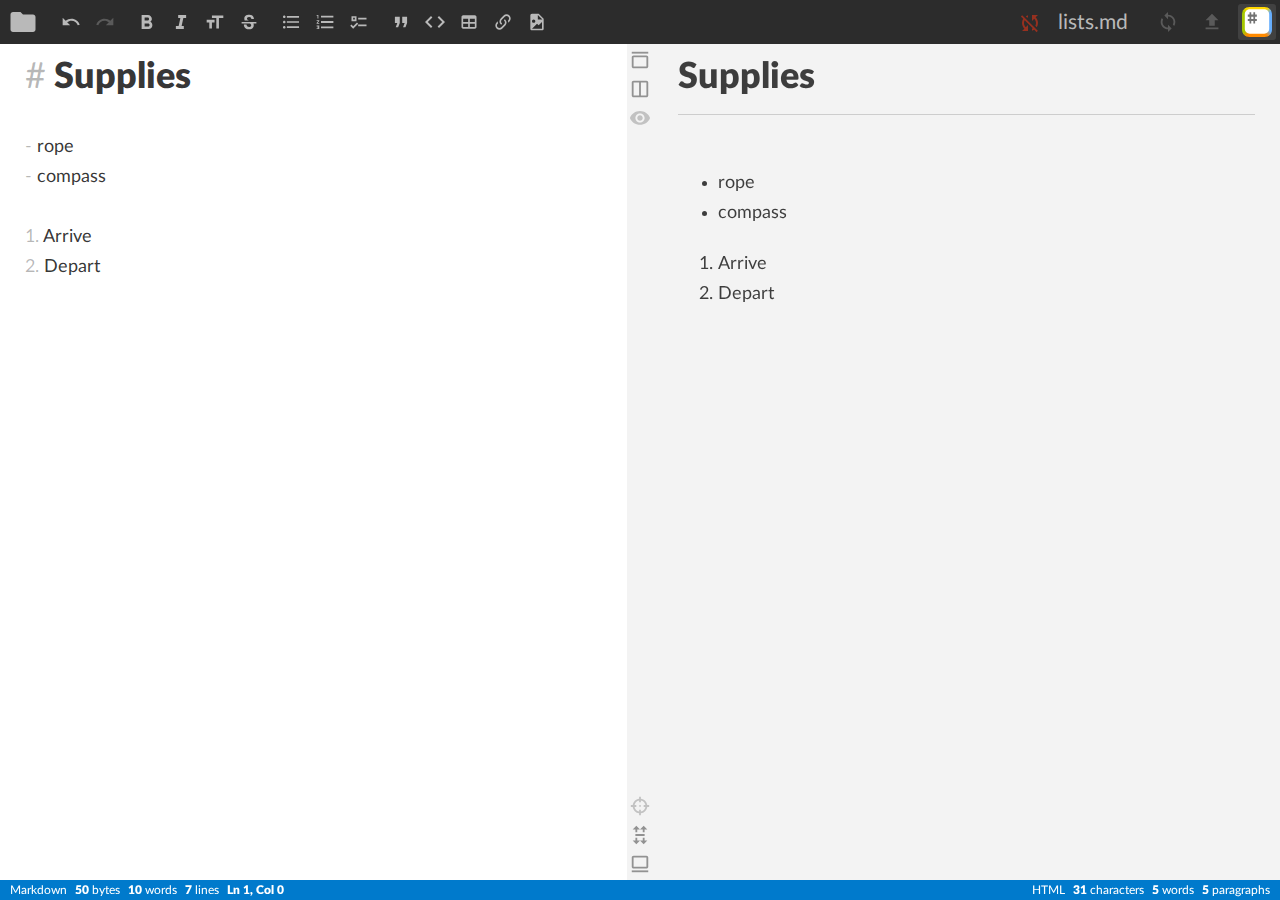 lists.md
# Supplies
- rope
- compass
1. Arrive
2. Depart
Supplies
• rope
• compass
1. Arrive
2. Depart
Markdown 50 bytes 10 words 7 lines Ln 1, Col 0
HTML 31 characters 5 words 5 paragraphs